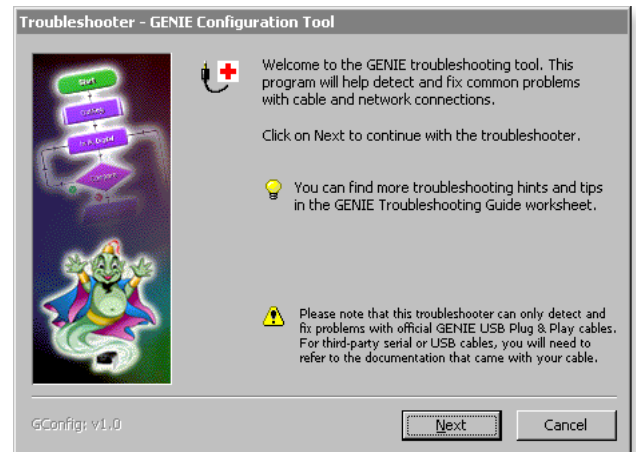 Troubleshooter - GENIE Configuration Tool
Start
Welcome to the GENIE troubleshooting tool. This
program will help detect and fix common problems
with cable and network connections.
Click on Next to continue with the troubleshooter.
You can find more troubleshooting hints and tips
in the GENIE Troubleshooting Guide worksheet.
Please note that this troubleshooter can only detect and
fix problems with official GENIE USB Plug & Play cables.
For third-party serial or USB cables, you will need to
refer to the documentation that came with your cable.
GConfig: v1.0
Next
Cancel